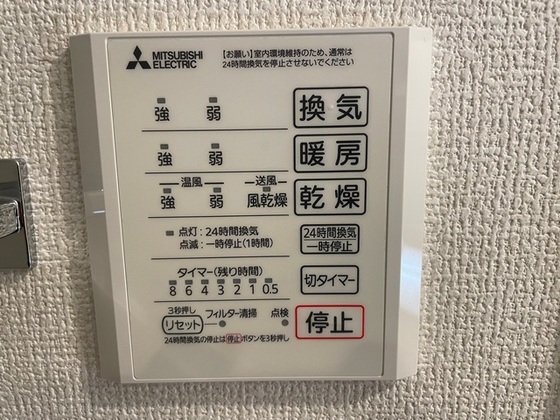 MITSUBISHI
ELECTRIC
【お願い】室内環境維持のため、通常は
24時間換気を停止させないでください
強 弱 換気
強 弱 暖房
温風 送風
強 弱 風乾燥 乾燥
点灯:24時間換気
点滅:一時停止(1時間)
24時間換気
一時停止
タイマー(残り時間)
8 6 4 3 2 1 0.5
切タイマー
3秒押し
リセット フィルター清掃 点検
停止
24時間換気の停止は停止ボタンを3秒押し